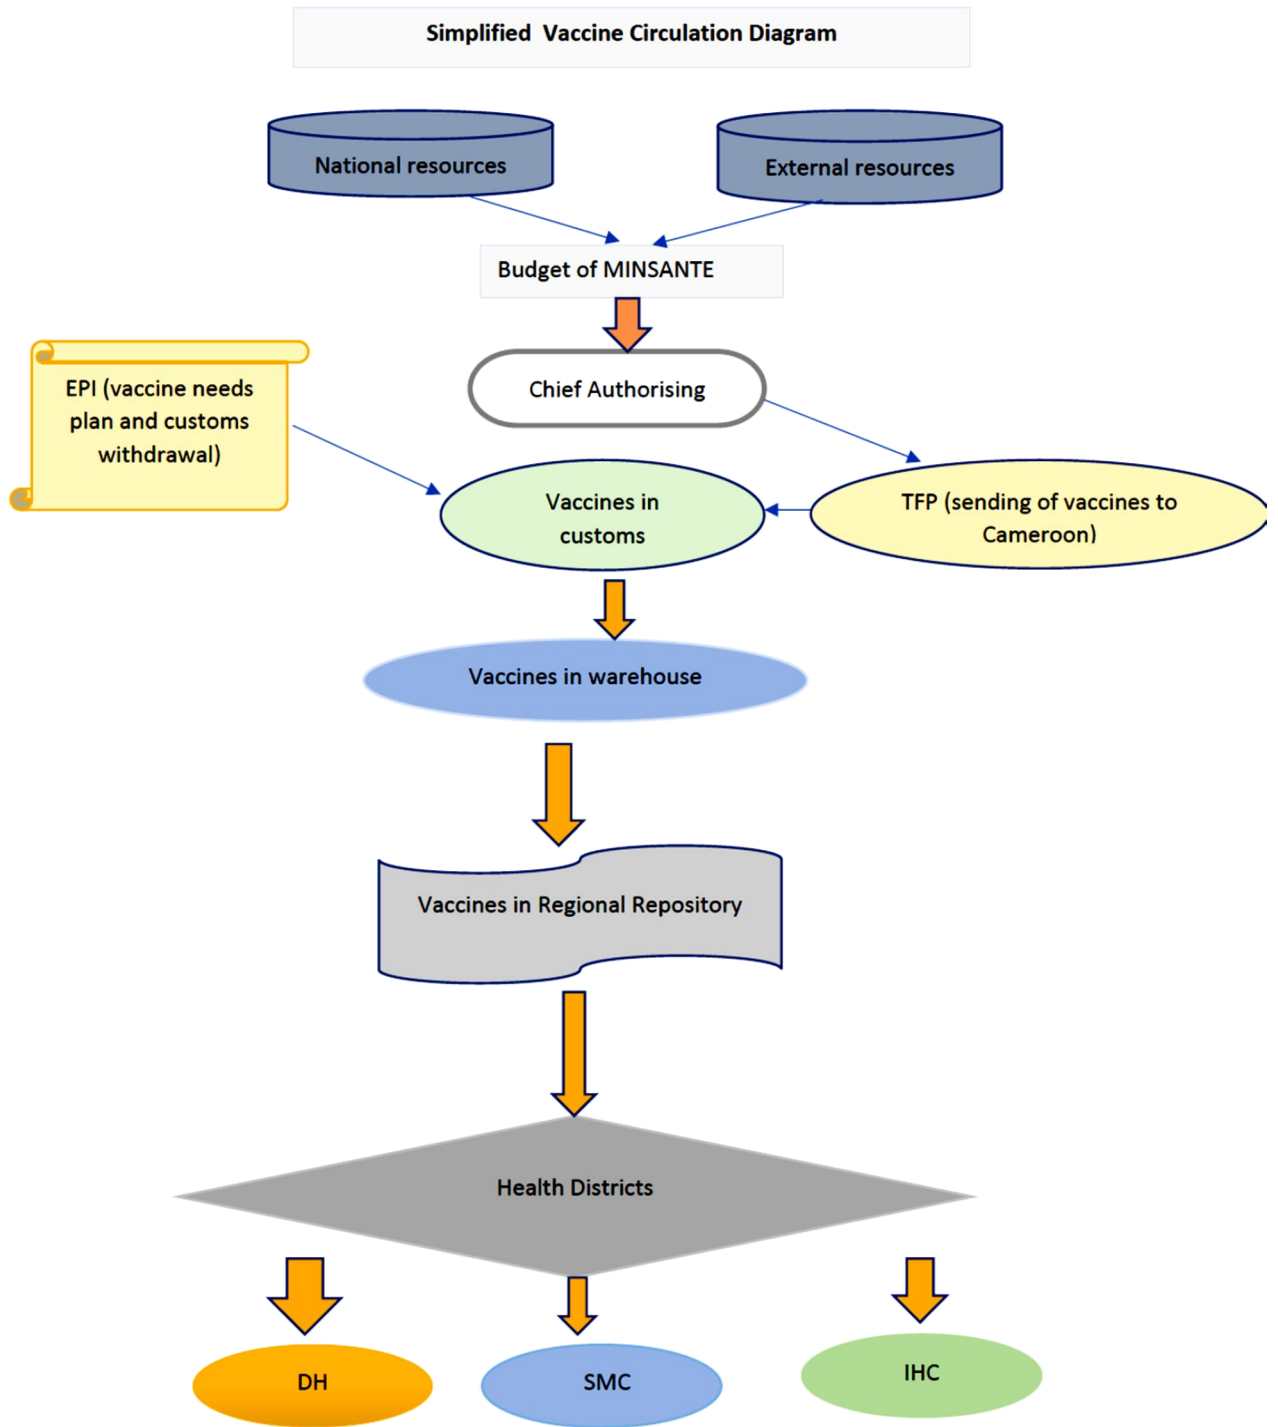 Simplified  Vaccine Circulation Diagram
National resources
External resources
Budget of MINSANTE
Chief Authorising
EPI (vaccine needs
plan and customs
withdrawal)
Vaccines in
customs
TFP (sending of vaccines to
Cameroon)
Vaccines in warehouse
Vaccines in Regional Repository
Health Districts
DH
SMC
IHC